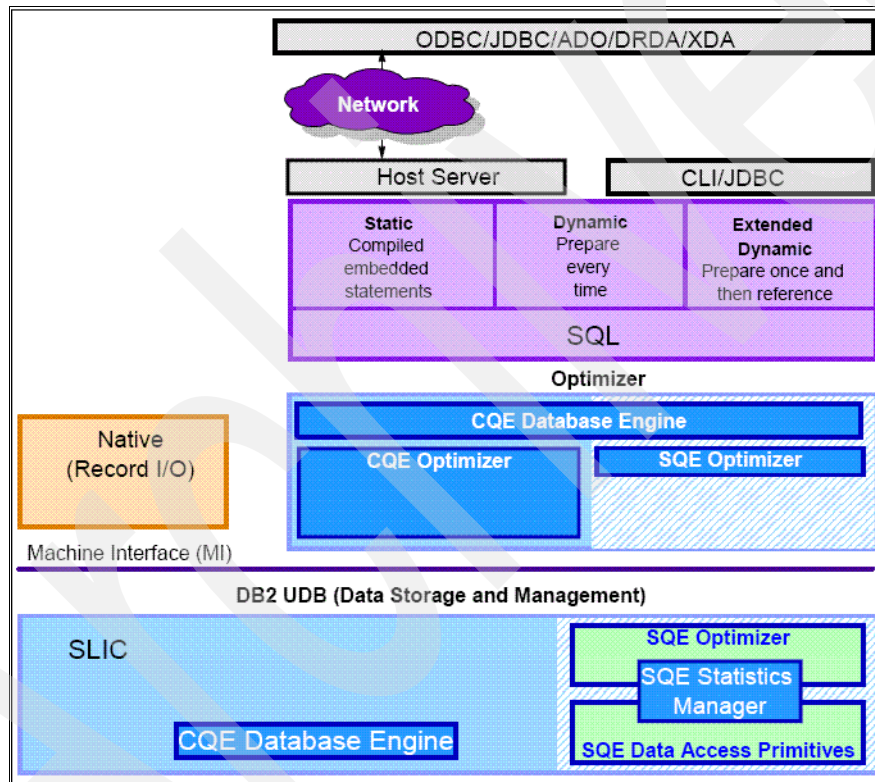 ODBC/JDBC/ADO/DRDA/XDA
Network
Host Server
CLI/JDBC
Static
Compiled
embedded
statements
Dynamic
Prepare
every
time
Extended
Dynamic
Prepare once and
then reference
SQL
Optimizer
CQE Database Engine
CQE Optimizer
SQE Optimizer
Native
(Record I/O)
Machine Interface (MI)
DB2 UDB (Data Storage and Management)
SLIC
CQE Database Engine
SQE Optimizer
SQE Statistics
Manager
SQE Data Access Primitives